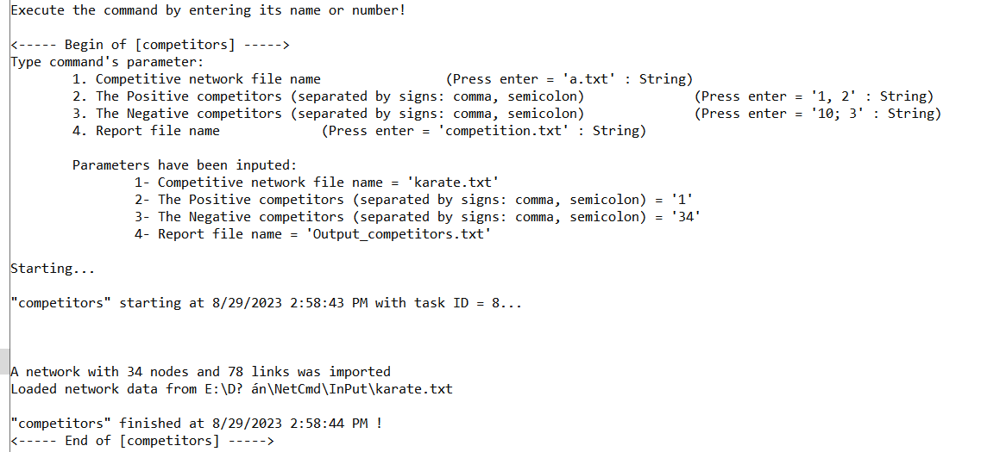 Execute the command by entering its name or number!
<----- Begin of [competitors] ----->
Type command's parameter:
1. Competitive network file name (Press enter = 'a.txt' : String)
2. The Positive competitors (separated by signs: comma, semicolon) (Press enter = '1, 2' : String)
3. The Negative competitors (separated by signs: comma, semicolon) (Press enter = '10; 3' : String)
4. Report file name (Press enter = 'competition.txt' : String)
Parameters have been inputed:
1- Competitive network file name = 'karate.txt'
2- The Positive competitors (separated by signs: comma, semicolon) = '1'
3- The Negative competitors (separated by signs: comma, semicolon) = '34'
4- Report file name = 'Output_competitors.txt'
Starting...
"competitors" starting at 8/29/2023 2:58:43 PM with task ID = 8...
A network with 34 nodes and 78 links was imported
Loaded network data from E:\D? án\NetCmd\InPut\karate.txt
"competitors" finished at 8/29/2023 2:58:44 PM !
<----- End of [competitors] ----->